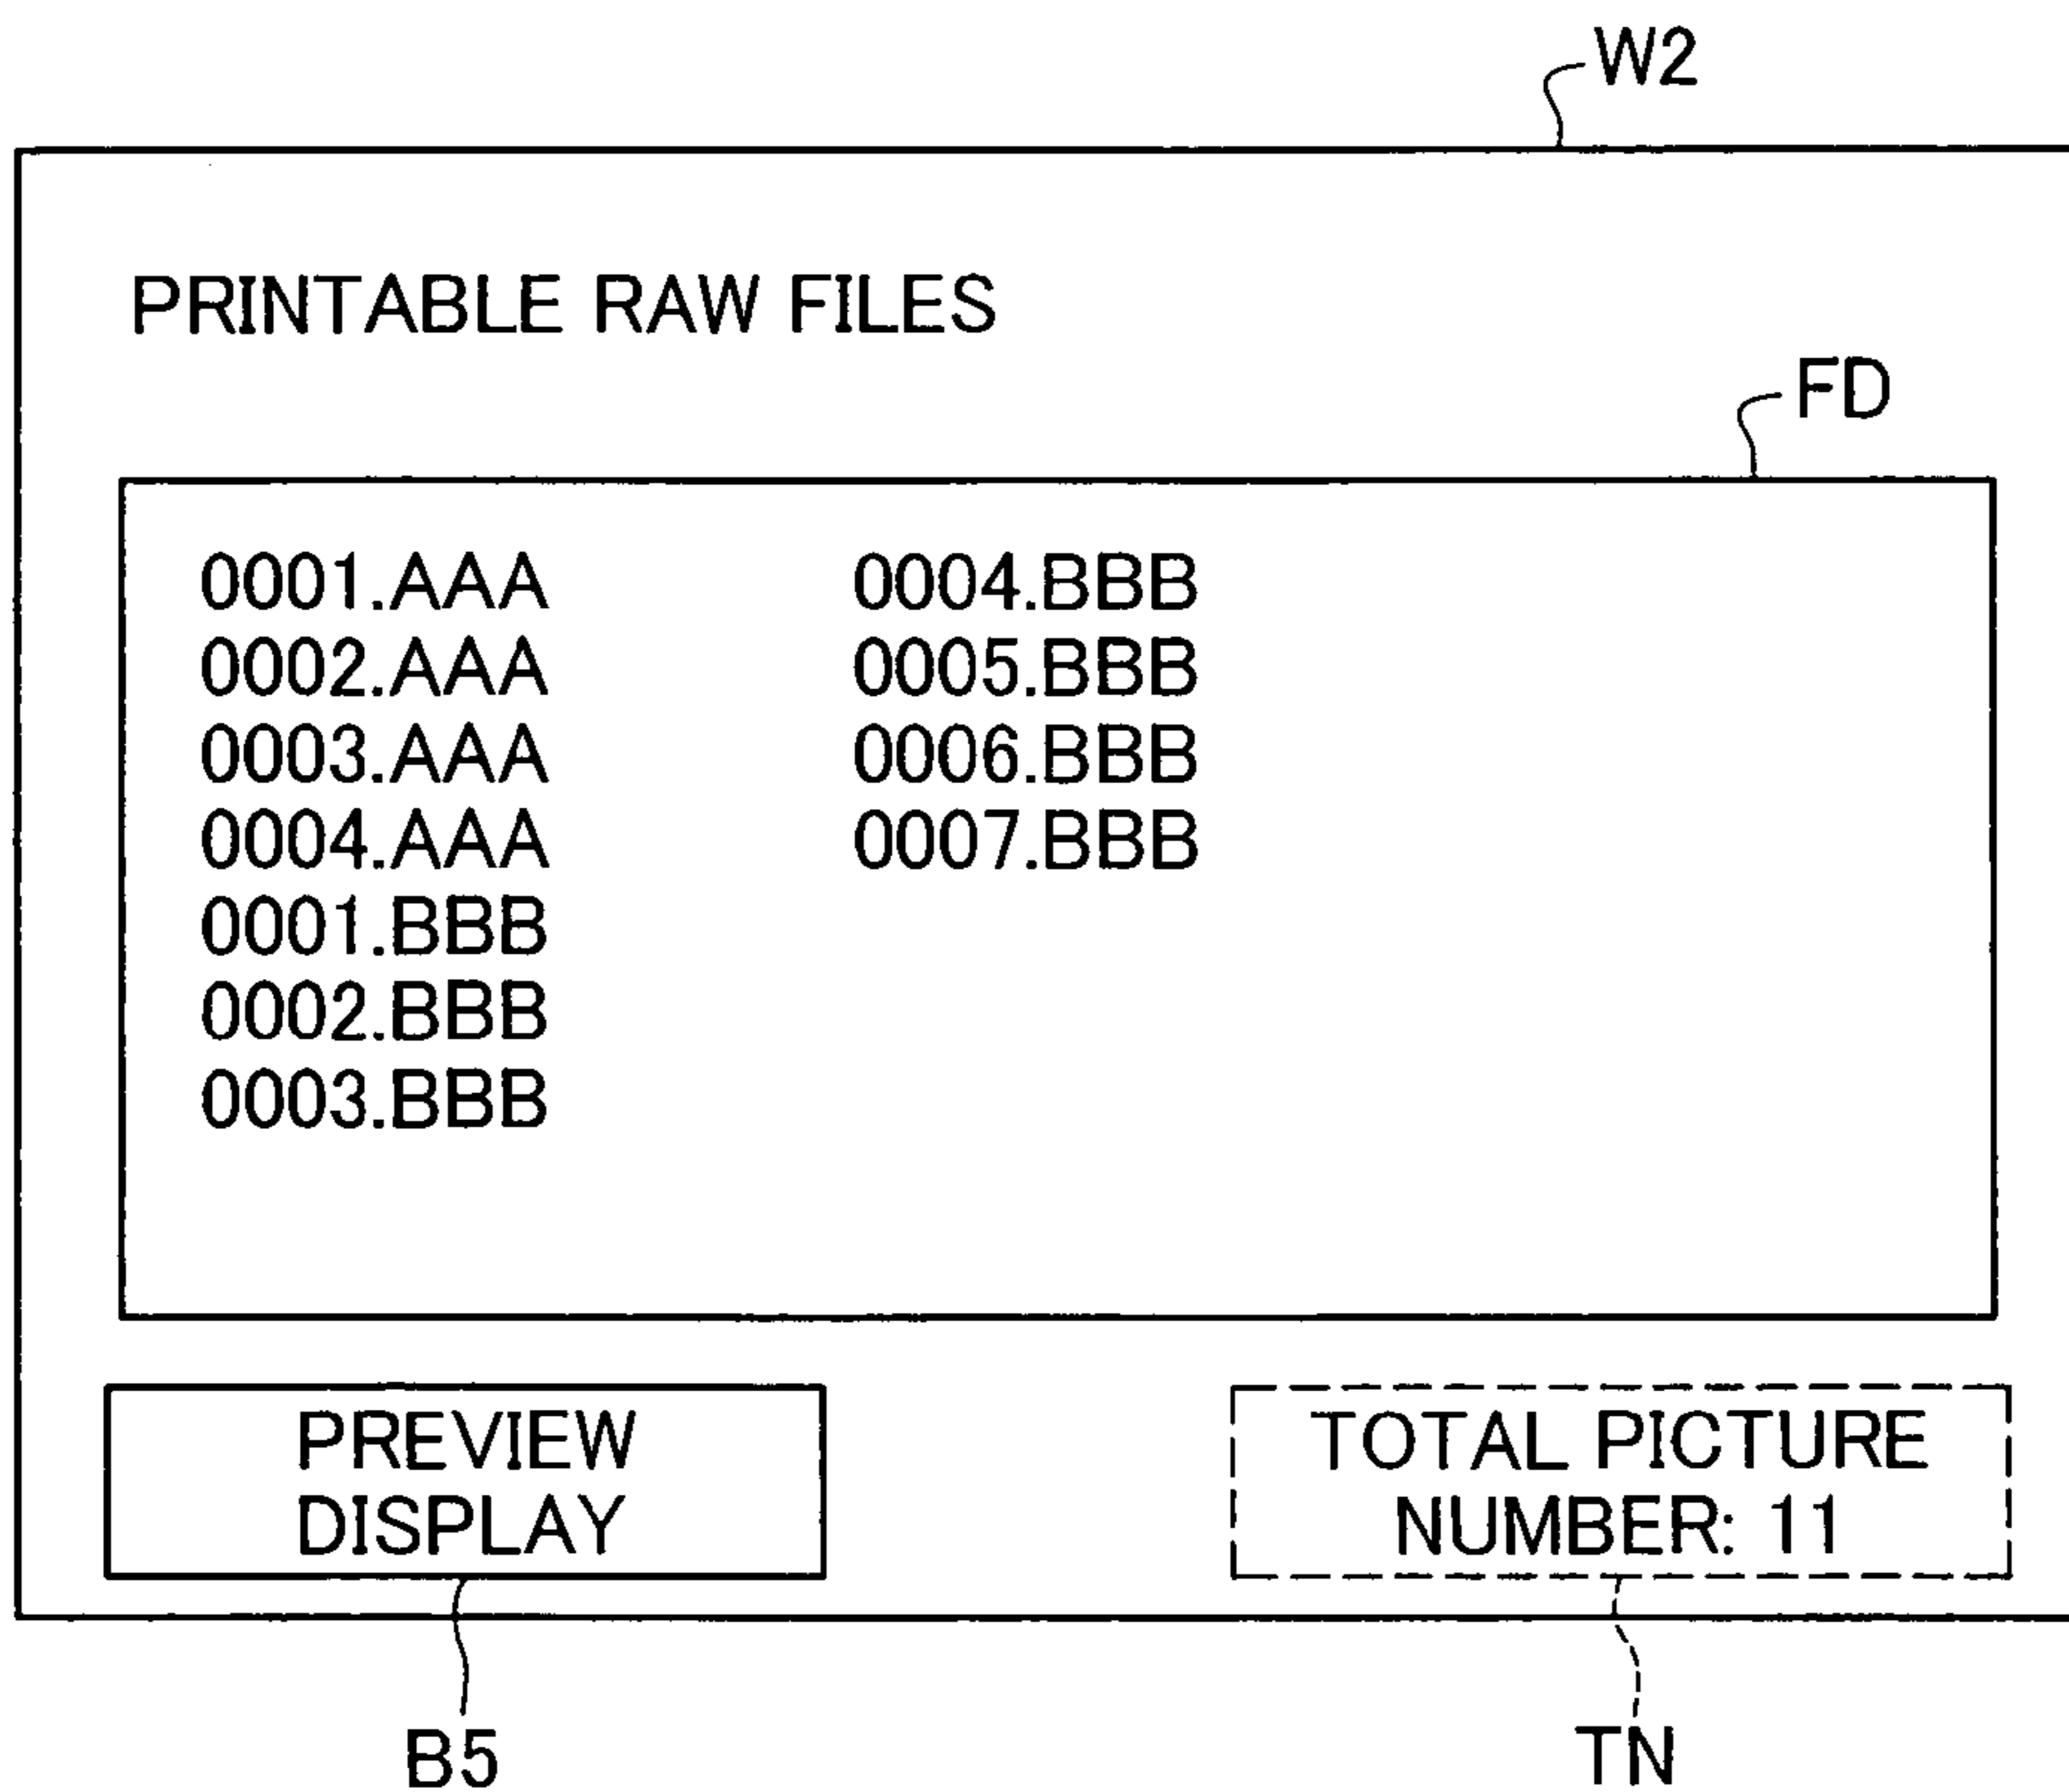 W2
PRINTABLE RAW FILES
FD
0001.AAA
0002.AAA
0003.AAA
0004.AAA
0001.BBB
0002.BBB
0003.BBB
0004.BBB
0005.BBB
0006.BBB
0007.BBB
PREVIEW
DISPLAY
TOTAL PICTURE
NUMBER: 11
B5
TN